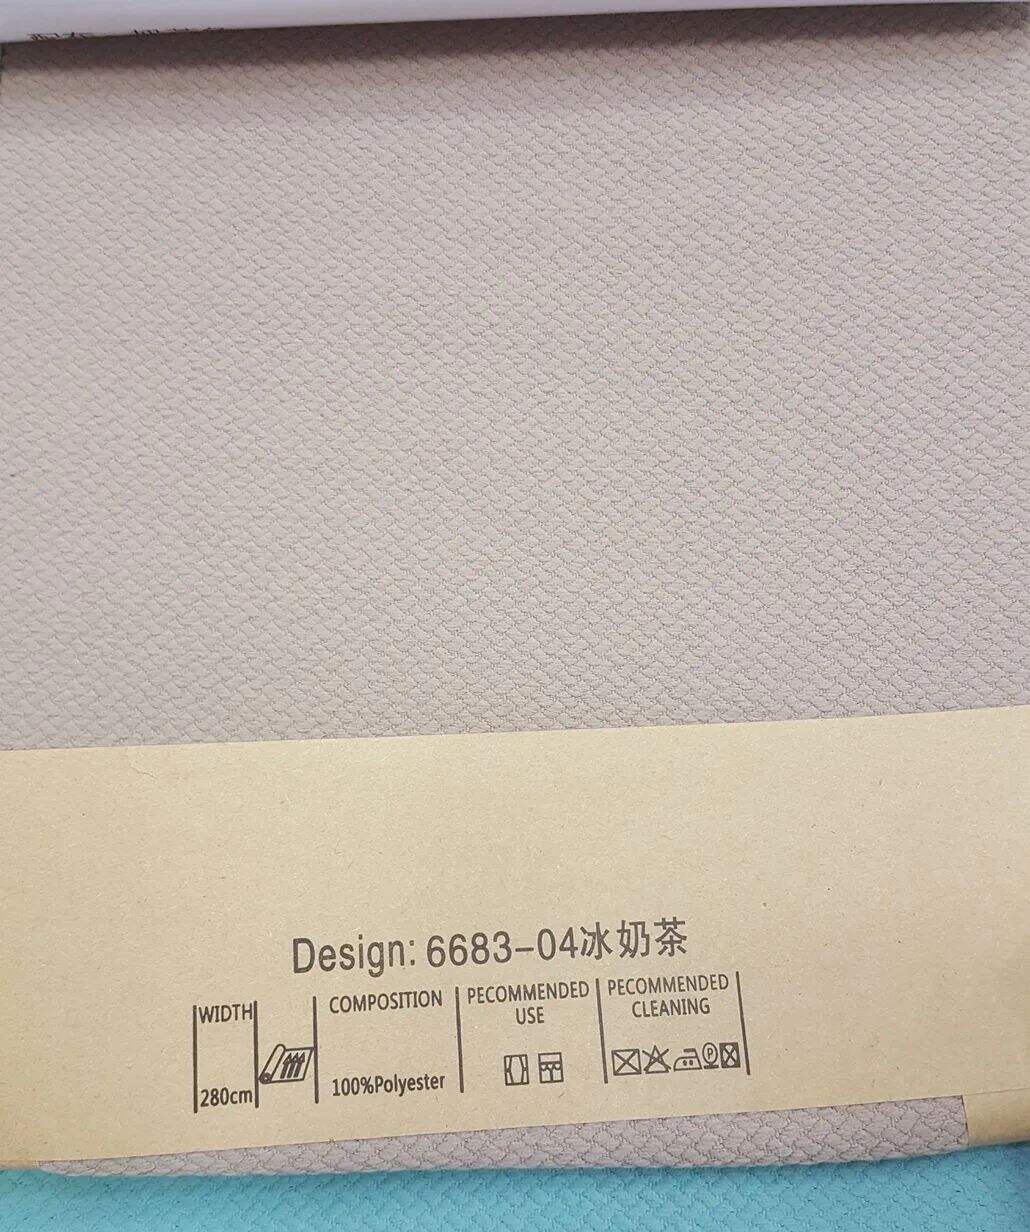 Design: 6683-04冰奶茶
WIDTH
280cm
COMPOSITION
100%Polyester
PECOMMENDED
USE
PECOMMENDED
CLEANING
P